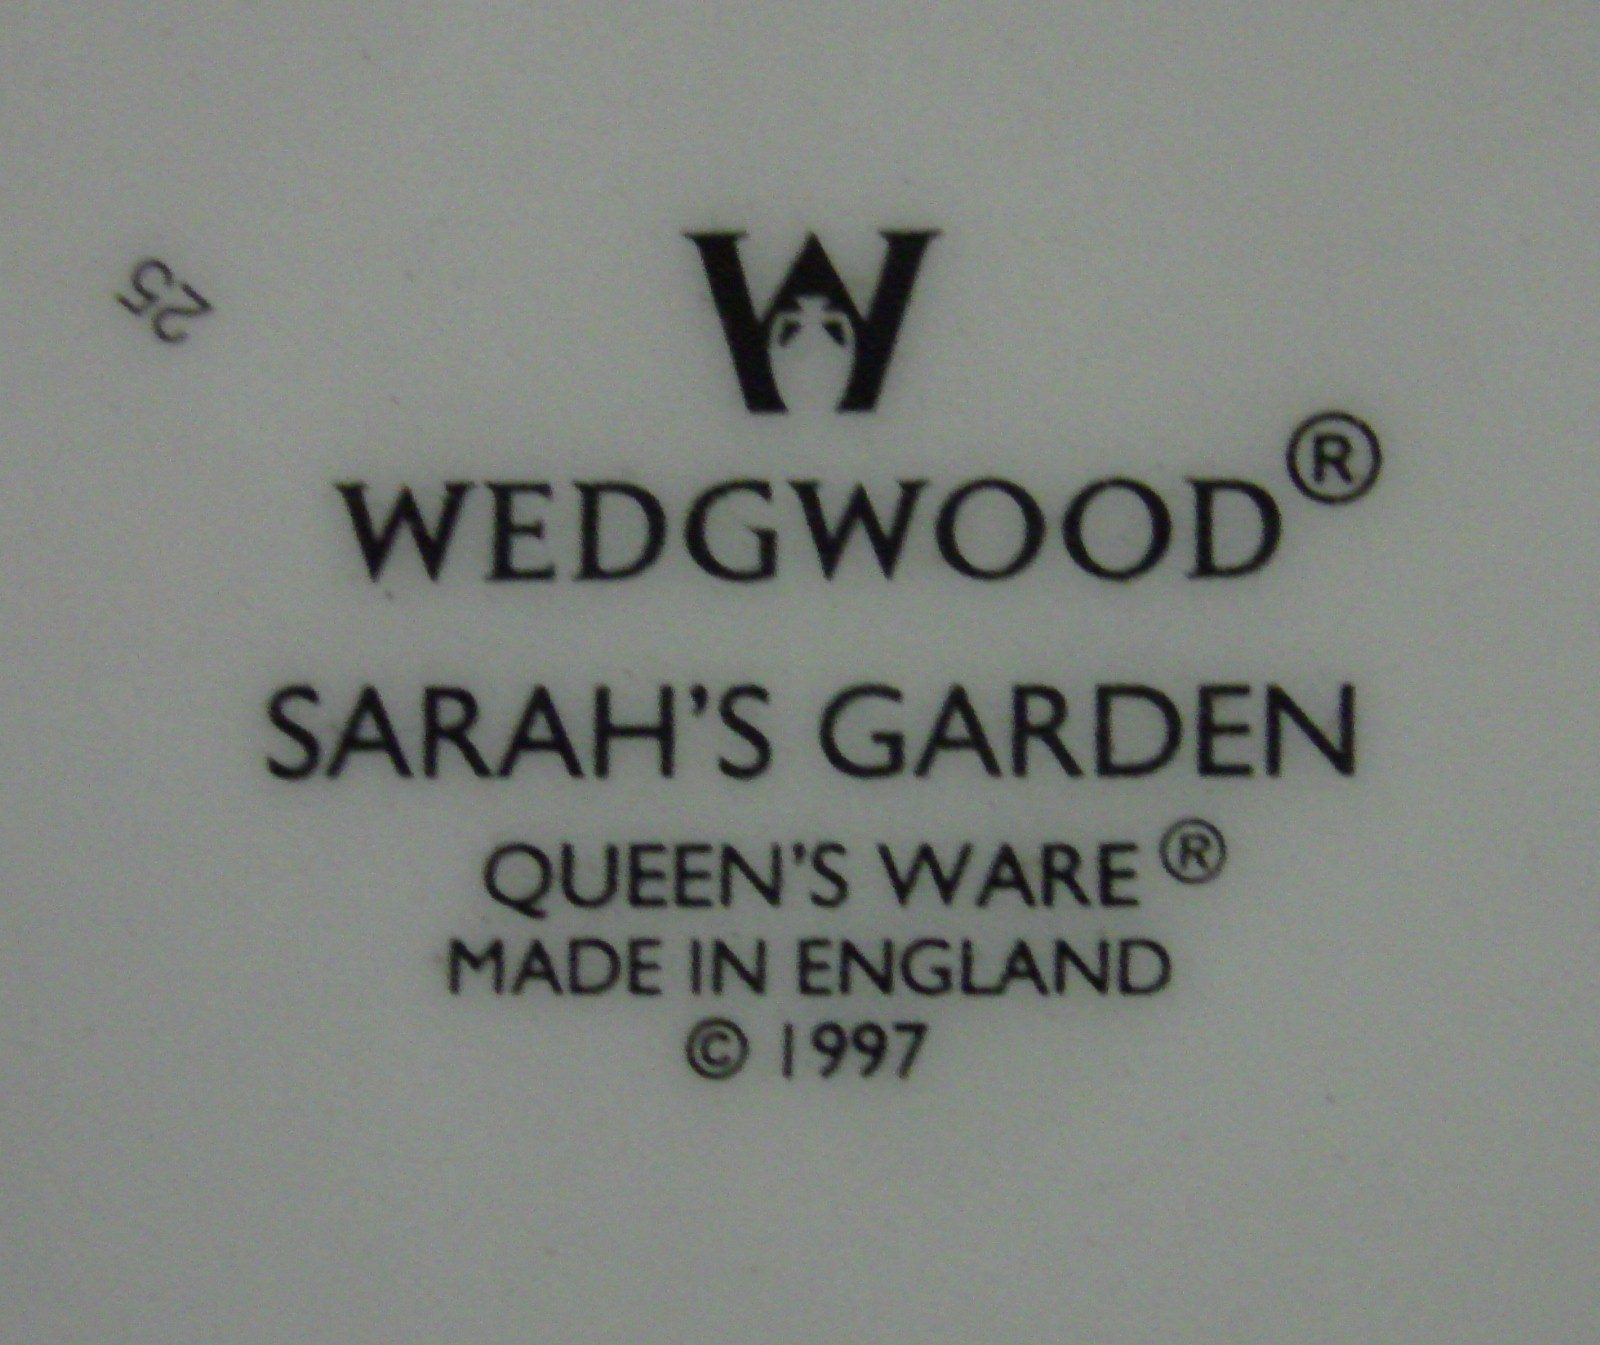 25
W
WEDGWOOD®
SARAH'S GARDEN
QUEEN'S WARE®
MADE IN ENGLAND
© 1997